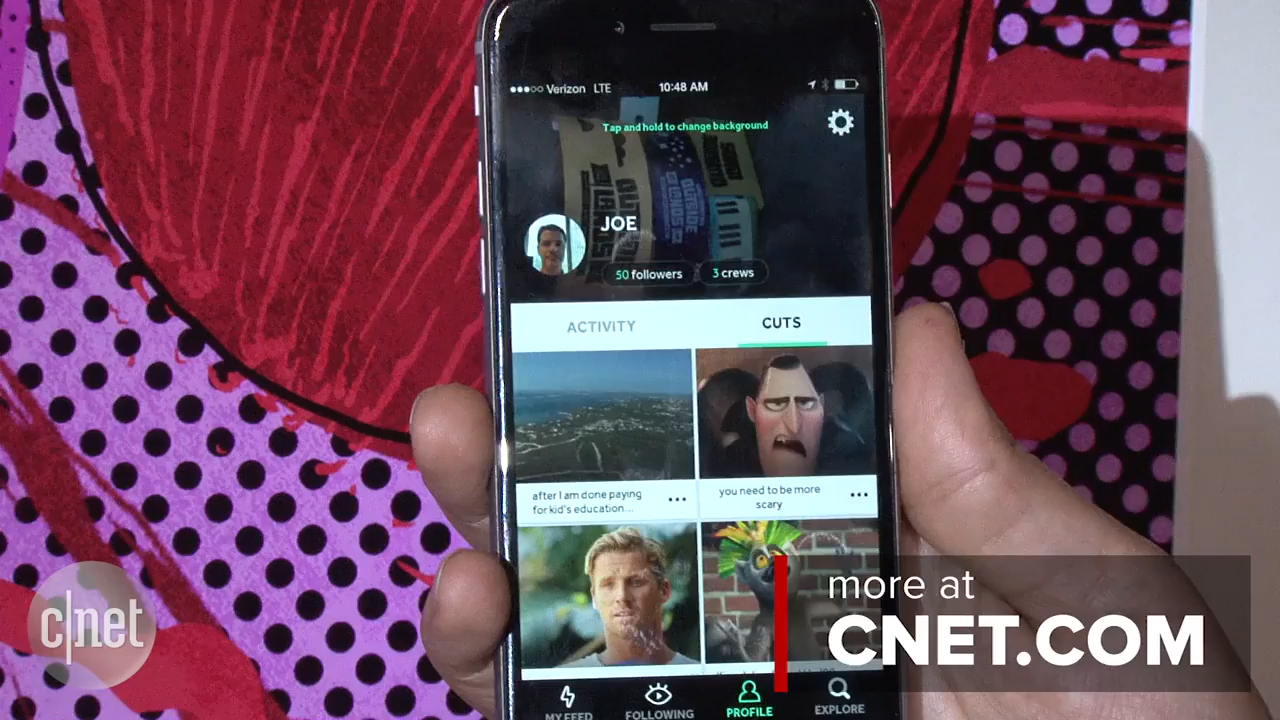 Verizon LTE 10:48 AM
Tap and hold to change background
OUTSIDE
JOE
50 followers 3 crews
ACTIVITY CUTS
after I am done paying
for kid's education...
you need to be more
scary
more at
CNET.COM
c|net
MY FEED FOLLOWING PROFILE EXPLORE